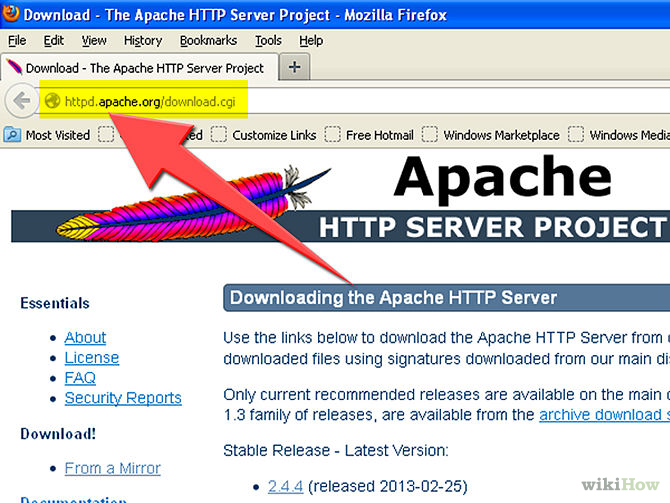 Download - The Apache HTTP Server Project - Mozilla Firefox
File Edit View History Bookmarks Tools Help
Download - The Apache HTTP Server Project
httpd.apache.org/download.cgi
Most Visited Customize Links Free Hotmail Windows Marketplace Windows Media
Apache
HTTP SERVER PROJECT
Essentials
About
License
FAQ
Security Reports
Download!
From a Mirror
Documentation
Downloading the Apache HTTP Server
Use the links below to download the Apache HTTP Server from
downloaded files using signatures downloaded from our main
Only current recommended releases are available on the main
1.3 family of releases, are available from the archive download
Stable Release - Latest Version:
2.4.4 (released 2013-02-25)
wikiHow